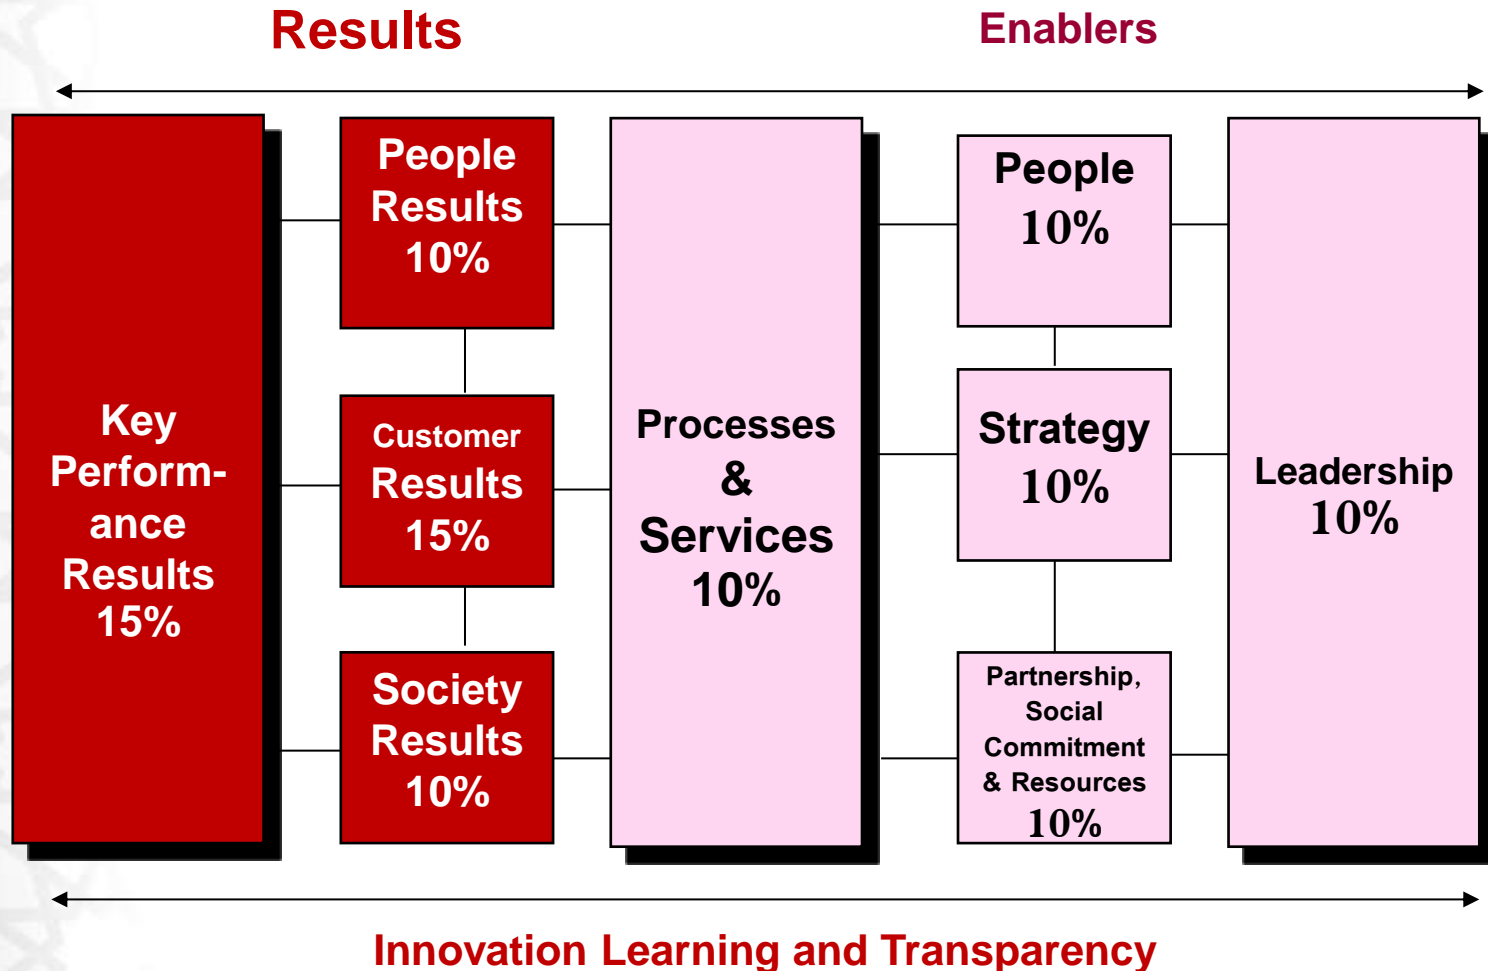 Results
Enablers
Key
Perform-
ance
Results
15%
People
Results
10%
Customer
Results
15%
Society
Results
10%
Processes
&
Services
10%
People
10%
Strategy
10%
Partnership,
Social
Commitment
& Resources
10%
Leadership
10%
Innovation Learning and Transparency